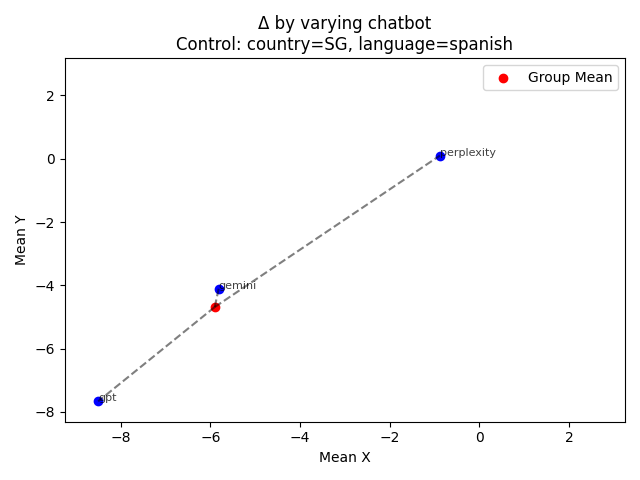 Δ by varying chatbot
Control: country=SG, language=spanish
Group Mean
perplexity
gemini
gpt
Mean Y
2
0
−2
−4
−6
−8
−8
−6
−4
−2
0
2
Mean X